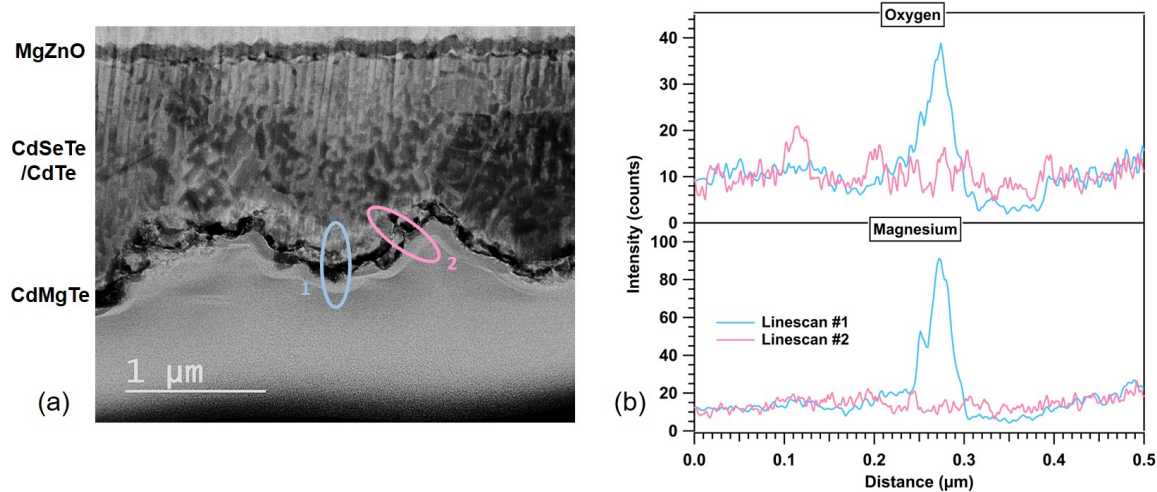 MgZnO
CdSeTe
/CdTe
CdMgTe
1
2
1 µm
(a)
Oxygen
40
30
20
10
0
Magnesium
100
80
60
40
20
0
Intensity (counts)
Linescan #1
Linescan #2
0.0 0.1 0.2 0.3 0.4 0.5
Distance (µm)
(b)